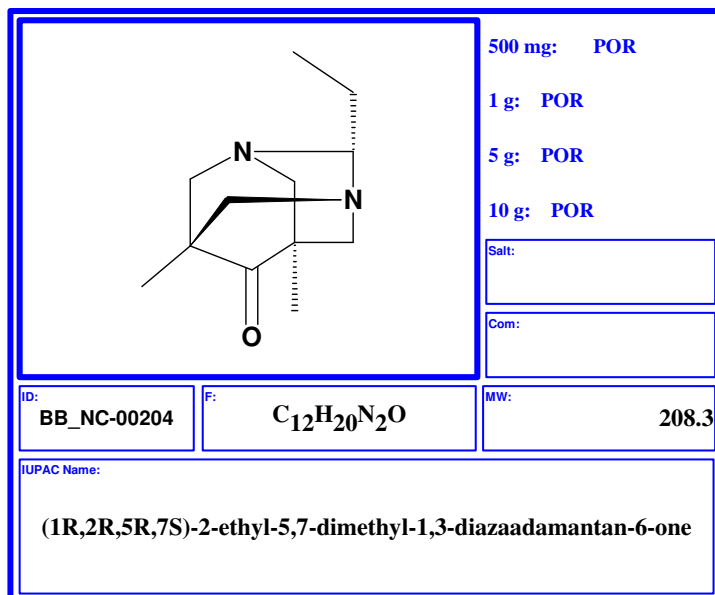 N
N
O
500 mg: POR
1 g: POR
5 g: POR
10 g: POR
Salt:
Com:
ID:
BB_NC-00204
F:
C12H20N2O
MW:
208.3
IUPAC Name:
(1R,2R,5R,7S)-2-ethyl-5,7-dimethyl-1,3-diazaadamantan-6-one